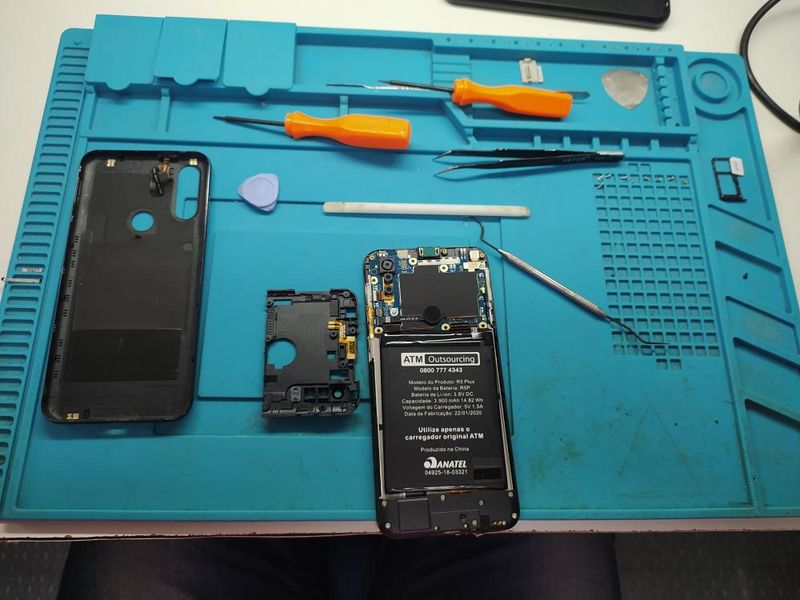 ATM Outsourcing
0800 777 4343
Modelo do Produto: R5 Plus
Modelo da Bateria: R5P
Bateria de Li-ion: 3.8V DC
Capacidade: 3.900 mAh 14.82 Wh
Voltagem do Carregador: 5V 1.5A
Data da Fabricação: 22/01/2020
Utilize apenas o
carregador original ATM
Produzido na China
ANATEL
04925-18-03321